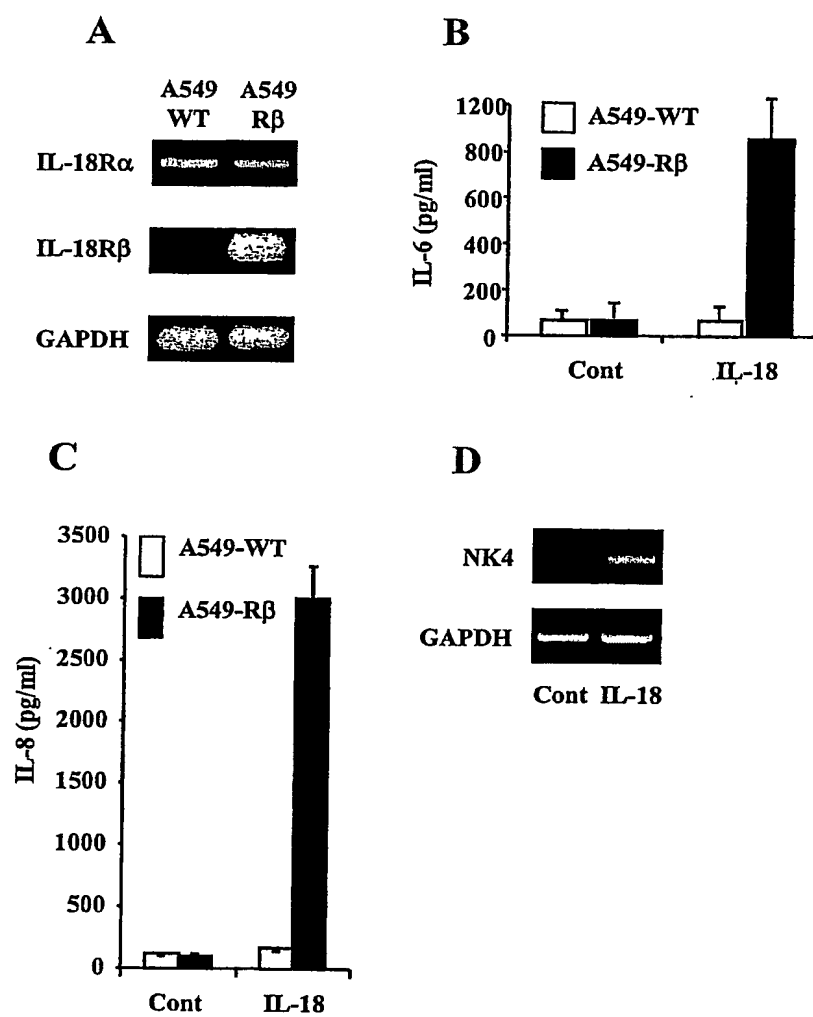 A
A549 A549
WT Rβ
IL-18Rα
IL-18Rβ
GAPDH
B
1200
800
600
400
200
0
IL-6 (pg/ml)
A549-WT
A549-Rβ
Cont IL-18
C
3500
3000
2500
2000
1500
1000
500
0
IL-8 (pg/ml)
A549-WT
A549-Rβ
Cont IL-18
D
NK4
GAPDH
Cont IL-18